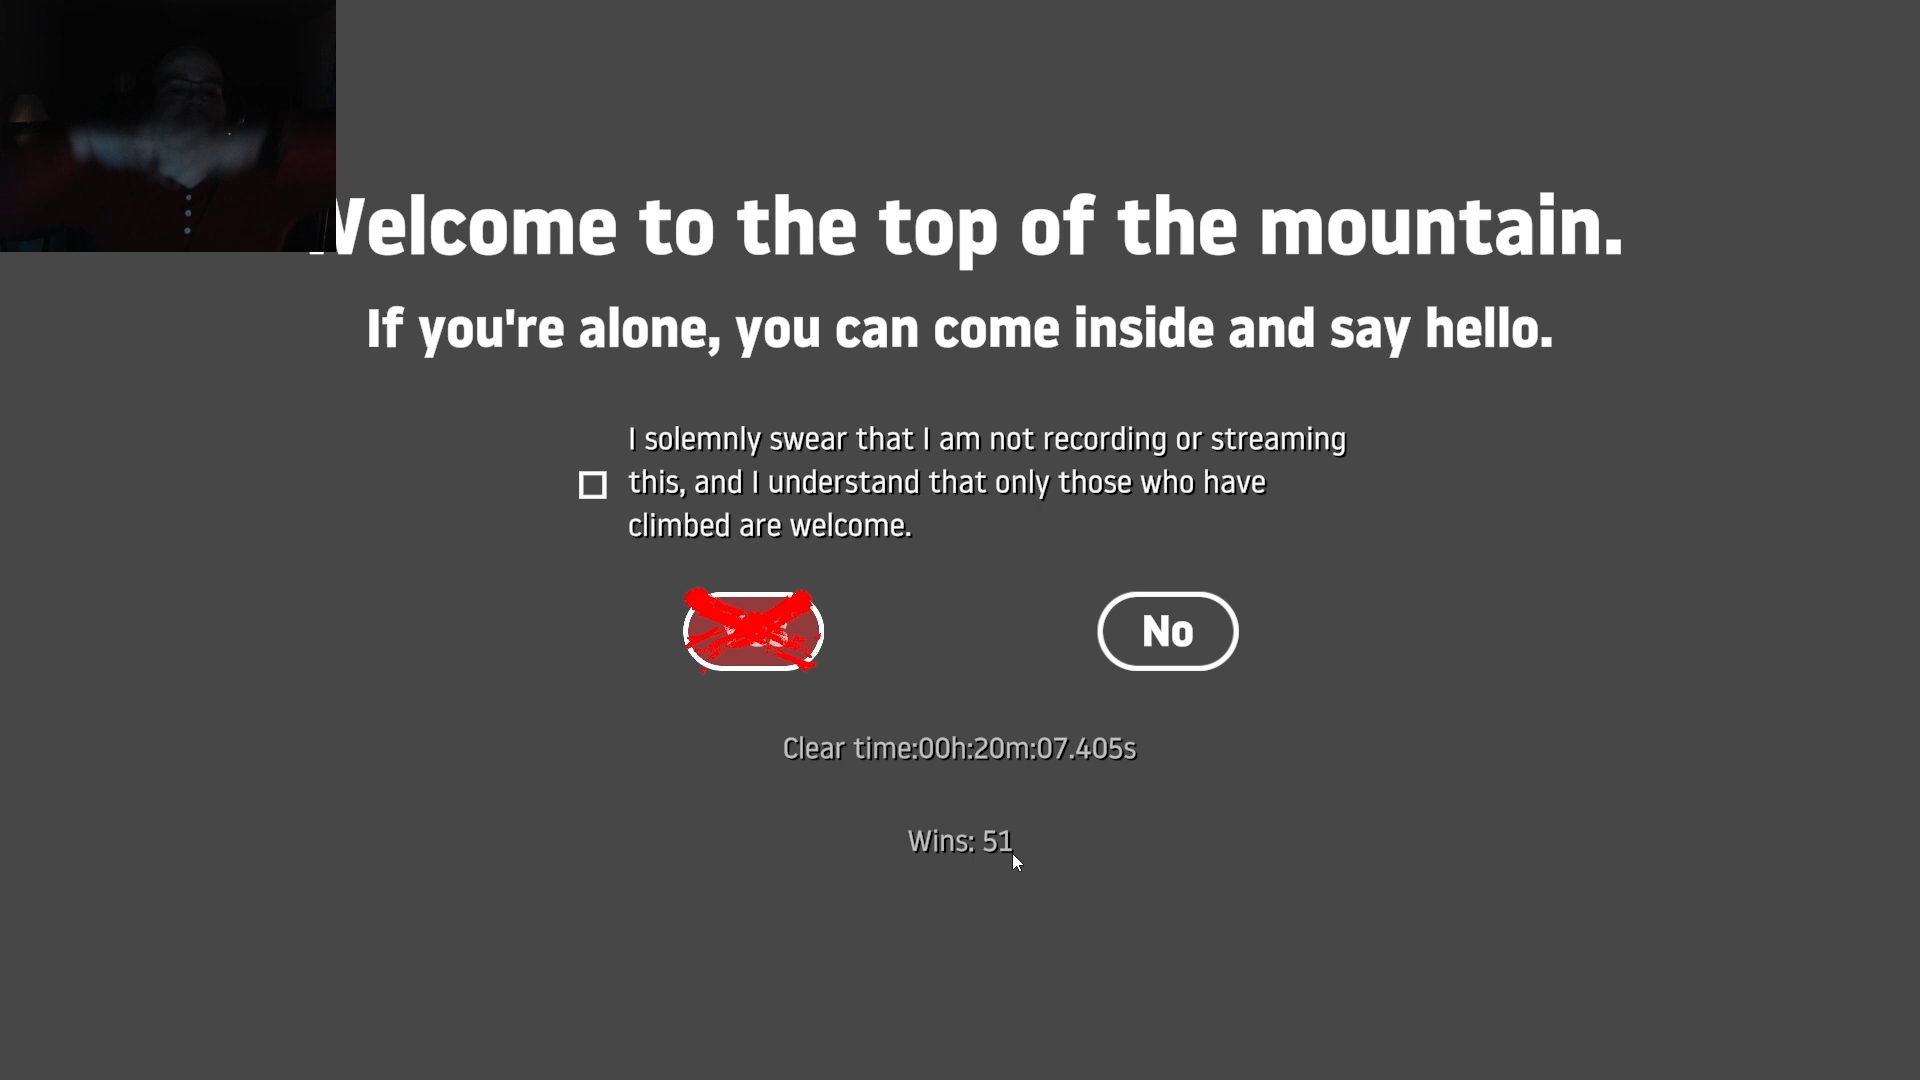 Welcome to the top of the mountain.
If you're alone, you can come inside and say hello.
I solemnly swear that I am not recording or streaming
this, and I understand that only those who have
climbed are welcome.
No
Clear time:00h:20m:07.405s
Wins: 51